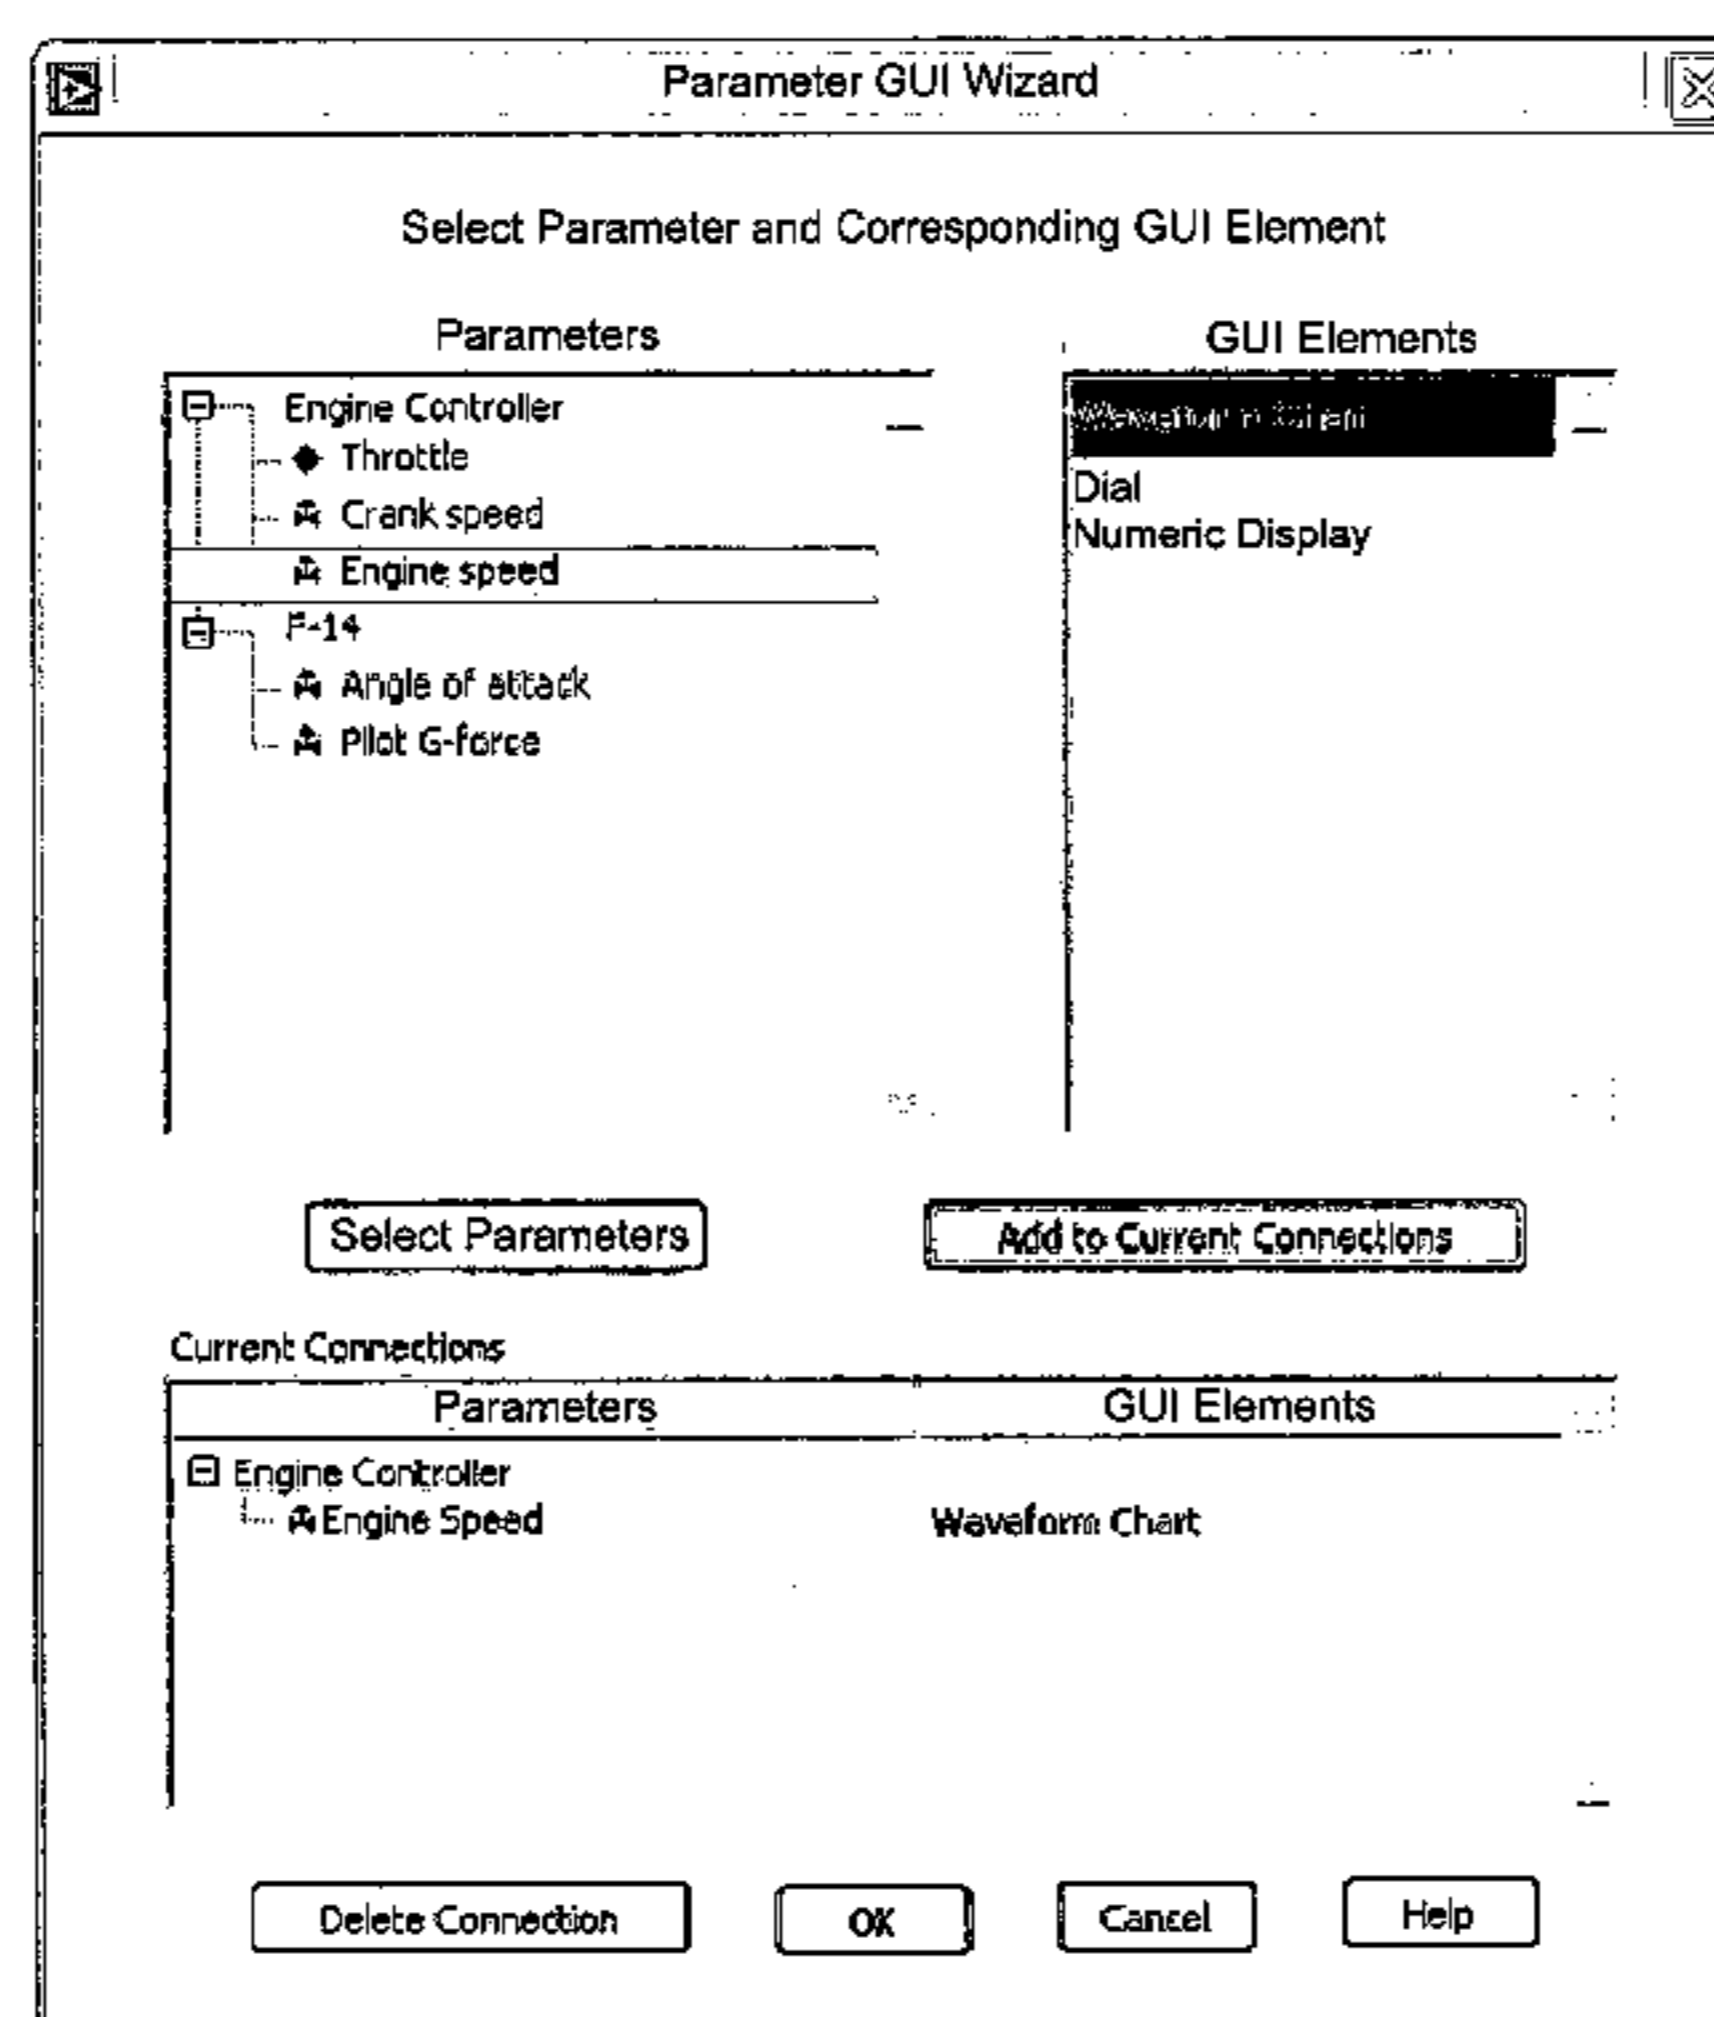 Parameter GUI Wizard
Select Parameter and Corresponding GUI Element
Parameters
Engine Controller
Throttle
Crank speed
Engine speed
F-14
Angle of attack
Pilot G-force
GUI Elements
Waveform Chart
Dial
Numeric Display
Select Parameters
Add to Current Connections
Current Connections
Parameters GUI Elements
Engine Controller
Engine Speed Waveform Chart
Delete Connection OK Cancel Help